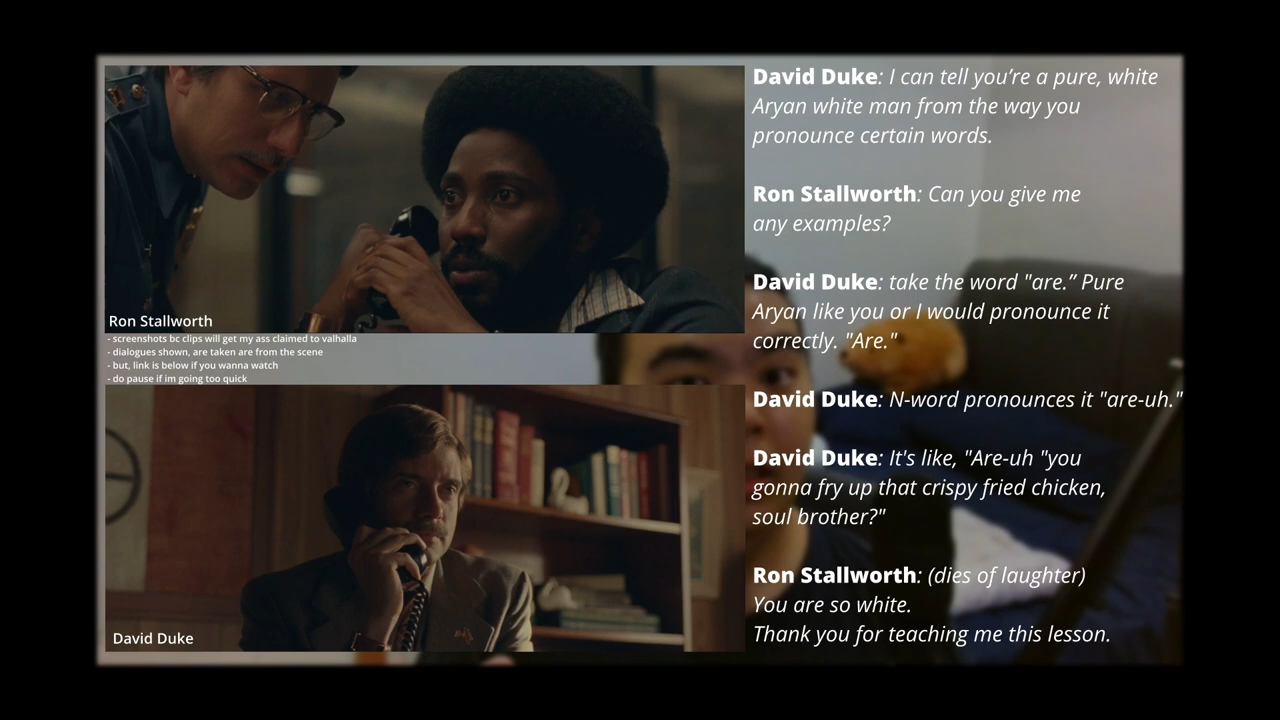 Ron Stallworth
- screenshots bc clips will get my ass claimed to valhalla
- dialogues shown, are taken are from the scene
- but, link is below if you wanna watch
- do pause if im going too quick
David Duke
David Duke: I can tell you’re a pure, white
Aryan white man from the way you
pronounce certain words.
Ron Stallworth: Can you give me
any examples?
David Duke: take the word "are.” Pure
Aryan like you or I would pronounce it
correctly. "Are."
David Duke: N-word pronounces it "are-uh."
David Duke: It's like, "Are-uh "you
gonna fry up that crispy fried chicken,
soul brother?"
Ron Stallworth: (dies of laughter)
You are so white.
Thank you for teaching me this lesson.